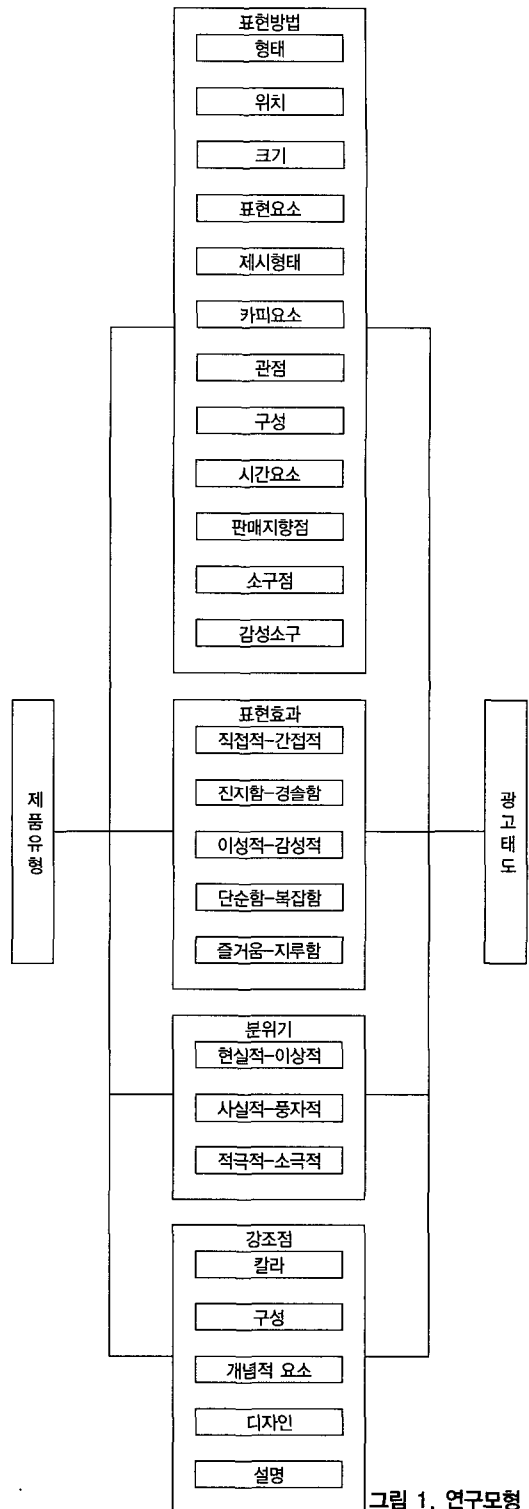 표현방법
형태
위치
크기
표현요소
제시형태
카피요소
관점
구성
시간요소
판매지향점
소구점
감성소구
제품유형
표현효과
직접적-간접적
진지함-경솔함
이성적-감성적
단순함-복잡함
즐거움-지루함
광고태도
분위기
현실적-이상적
사실적-풍자적
적극적-소극적
강조점
칼라
구성
개념적 요소
디자인
설명
그림 1. 연구모형